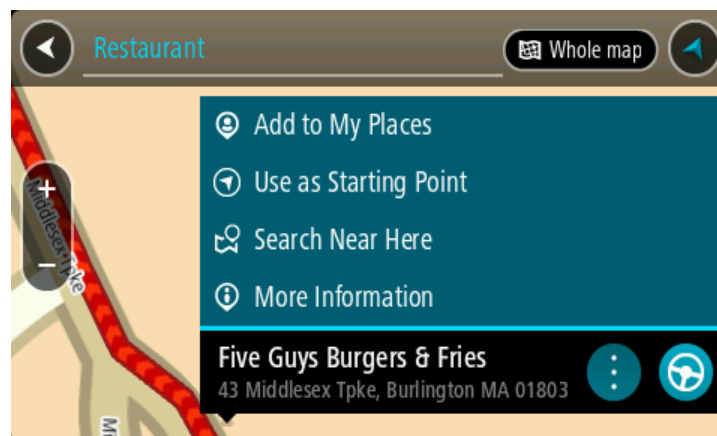 Restaurant
Whole map
Add to My Places
Use as Starting Point
Search Near Here
More Information
Five Guys Burgers & Fries
43 Middlesex Tpke, Burlington MA 01803
+
–
Middlesex Tpke
Mi